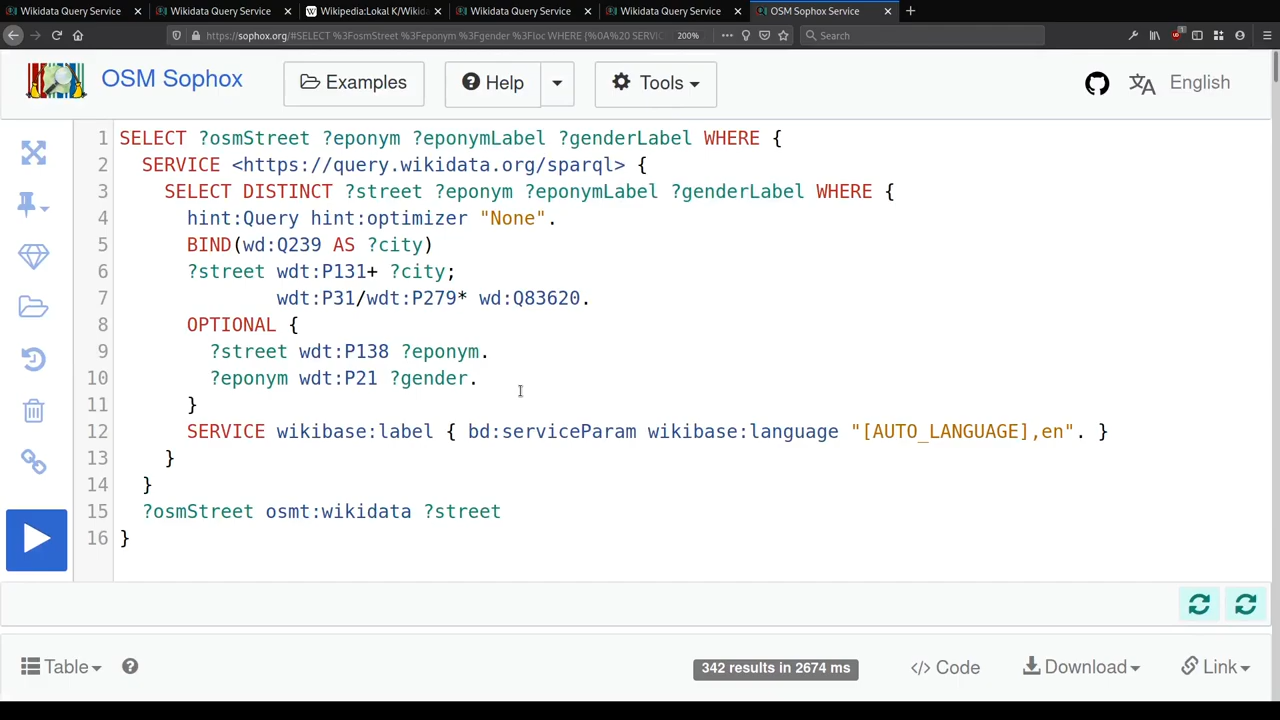 Wikidata Query Service
Wikidata Query Service
Wikipedia:Lokal K/Wikid
Wikidata Query Service
Wikidata Query Service
OSM Sophox Service
https://sophox.org/#SELECT %3FosmStreet %3Feponym %3Fgender %3Floc WHERE {%0A%20 SERVIC
200%
Search
OSM Sophox
Examples
Help
Tools
English
1 SELECT ?osmStreet ?eponym ?eponymLabel ?genderLabel WHERE {
2 SERVICE <https://query.wikidata.org/sparql> {
3 SELECT DISTINCT ?street ?eponym ?eponymLabel ?genderLabel WHERE {
4 hint:Query hint:optimizer "None".
5 BIND(wd:Q239 AS ?city)
6 ?street wdt:P131+ ?city;
7 wdt:P31/wdt:P279* wd:Q83620.
8 OPTIONAL {
9 ?street wdt:P138 ?eponym.
10 ?eponym wdt:P21 ?gender.
11 }
12 SERVICE wikibase:label { bd:serviceParam wikibase:language "[AUTO_LANGUAGE],en". }
13 }
14 }
15 ?osmStreet osmt:wikidata ?street
16 }
Table
342 results in 2674 ms
</> Code
Download
Link